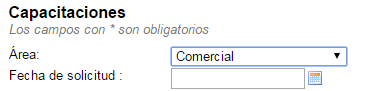 Capacitaciones
Los campos con * son obligatorios
Área: Comercial
Fecha de solicitud :